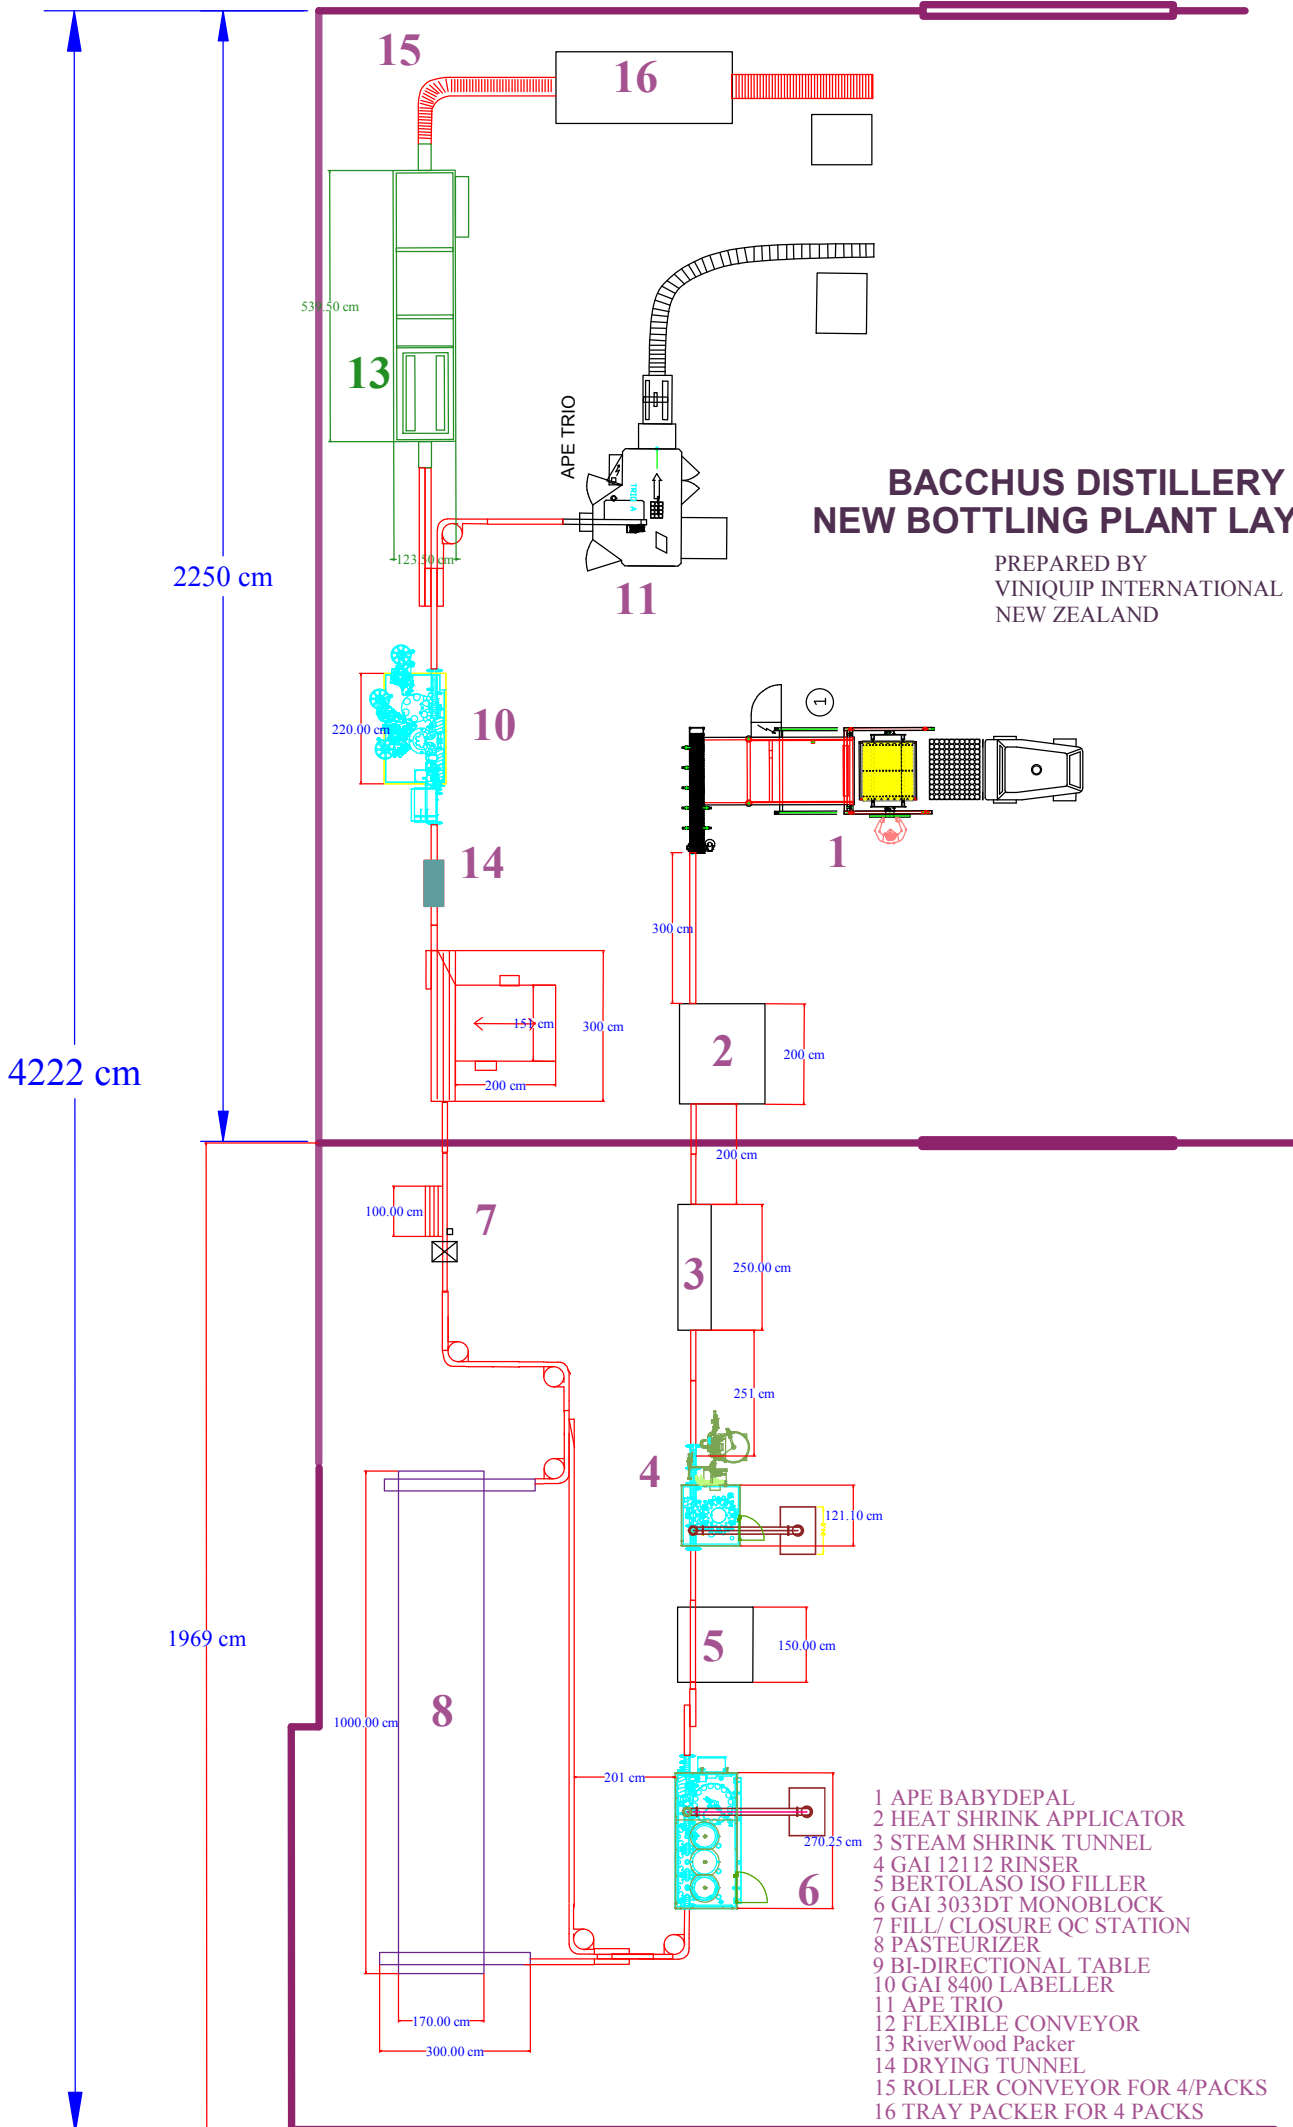 15
16
539.50 cm
13
APE TRIO
TRIO A
BACCHUS DISTILLERY
NEW BOTTLING PLANT LAY
PREPARED BY
VINIQUIP INTERNATIONAL
NEW ZEALAND
123.50 cm
2250 cm
11
10
220.00 cm
1
14
1
300 cm
151 cm
300 cm
2
200 cm
4222 cm
200 cm
200 cm
100.00 cm
7
3
250.00 cm
251 cm
4
121.10 cm
1969 cm
5
150.00 cm
8
1000.00 cm
201 cm
270.25 cm
6
1 APE BABYDEPAL
2 HEAT SHRINK APPLICATOR
3 STEAM SHRINK TUNNEL
4 GAI 12112 RINSER
5 BERTOLASO ISO FILLER
6 GAI 3033DT MONOBLOCK
7 FILL/ CLOSURE QC STATION
8 PASTEURIZER
9 BI-DIRECTIONAL TABLE
10 GAI 8400 LABELLER
11 APE TRIO
12 FLEXIBLE CONVEYOR
13 RiverWood Packer
14 DRYING TUNNEL
15 ROLLER CONVEYOR FOR 4/PACKS
16 TRAY PACKER FOR 4 PACKS
170.00 cm
300.00 cm